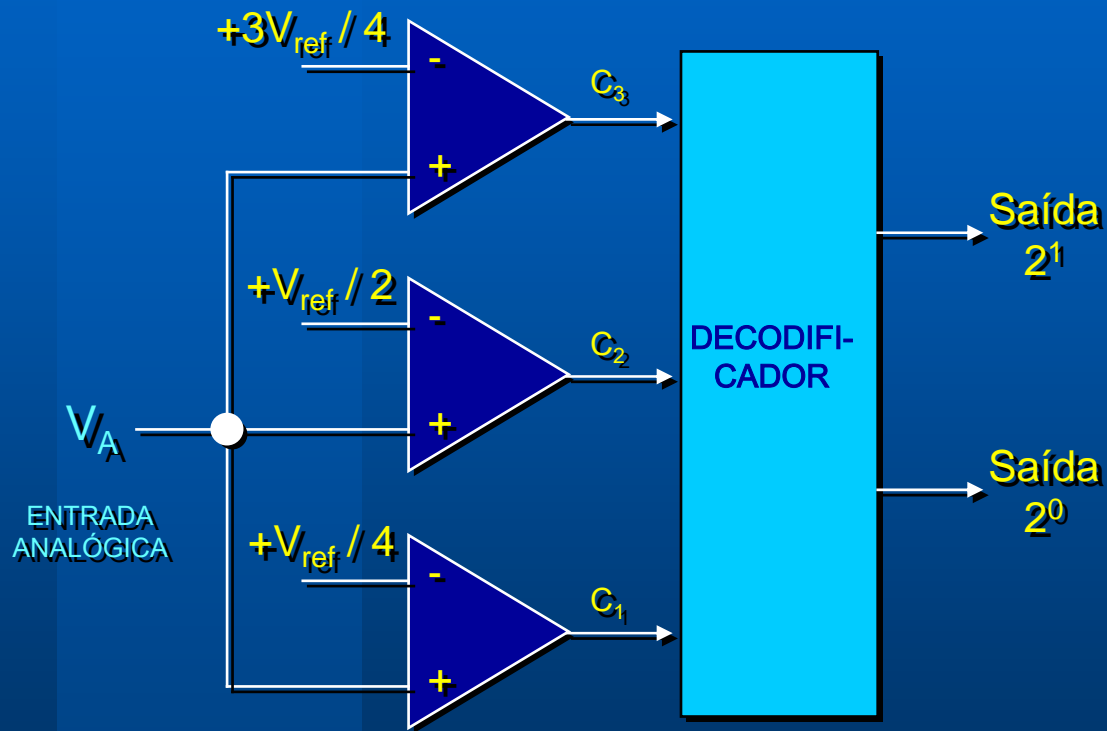 +3Vref / 4
-
+
C3
+Vref / 2
-
+
C2
VA
ENTRADA
ANALÓGICA
+Vref / 4
-
+
C1
DECODIFI-
CADOR
Saída
2¹
Saída
2⁰